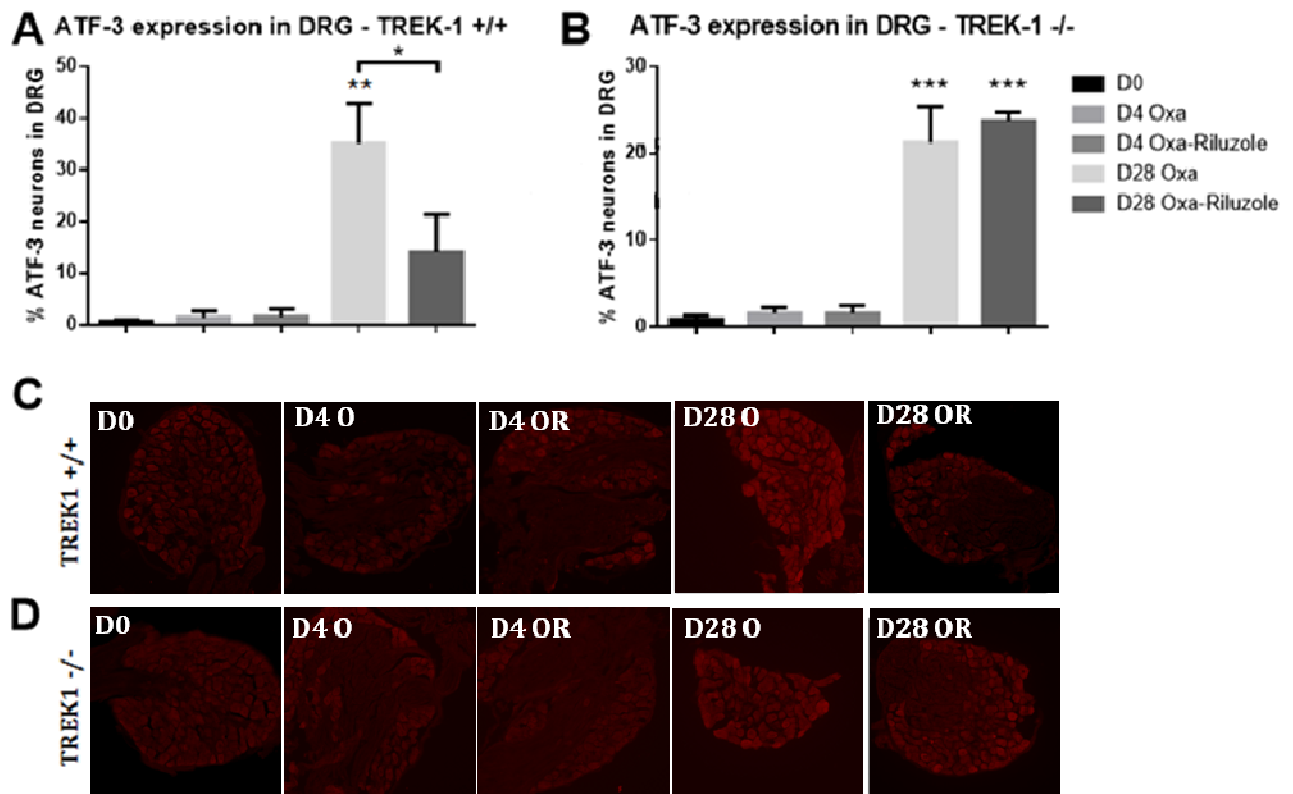 A ATF-3 expression in DRG - TREK-1 +/+
% ATF-3 neurons in DRG
50
40
30
20
10
0
**
*
B ATF-3 expression in DRG - TREK-1 -/-
% ATF-3 neurons in DRG
30
20
10
0
***
***
D0
D4 Oxa
D4 Oxa-Riluzole
D28 Oxa
D28 Oxa-Riluzole
C
TREK1 +/+
D0
D4 O
D4 OR
D28 O
D28 OR
D
TREK1 -/-
D0
D4 O
D4 OR
D28 O
D28 OR